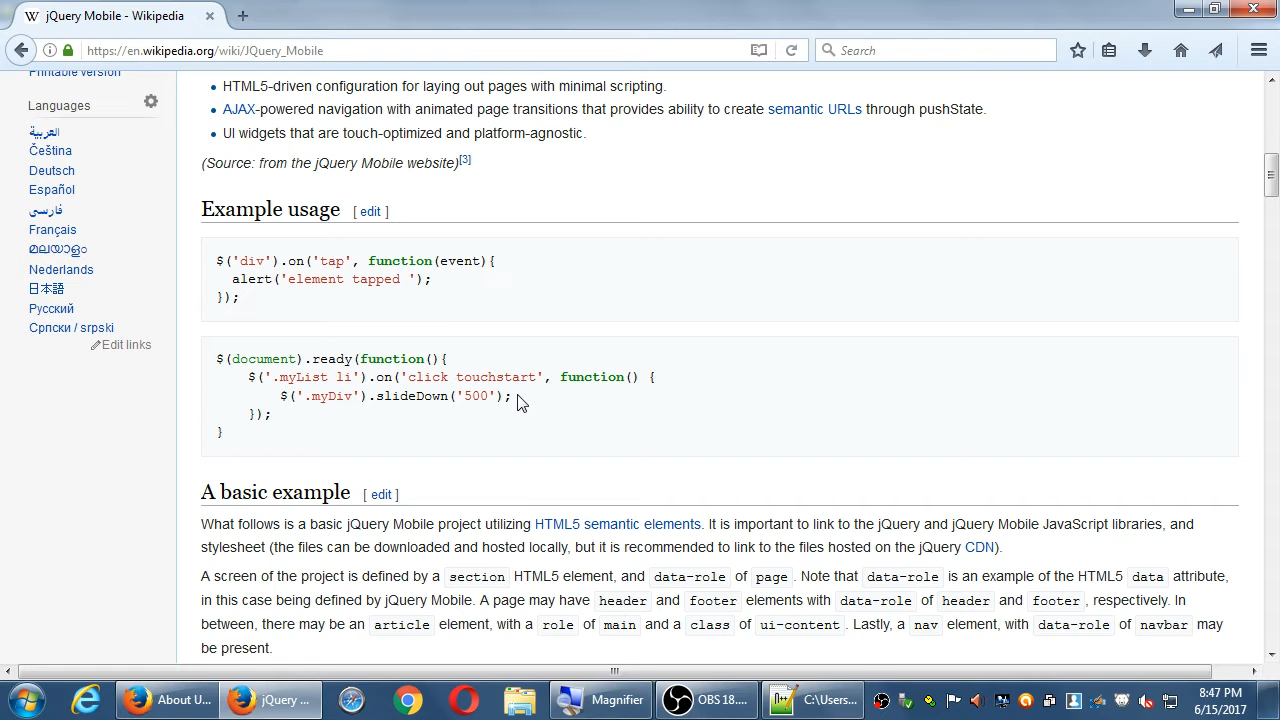 jQuery Mobile - Wikipedia
https://en.wikipedia.org/wiki/JQuery_Mobile
Search
Printable version
Languages
العربية
Čeština
Deutsch
Español
فارسی
Français
മലയാളം
Nederlands
日本語
Русский
Српски / srpski
Edit links
HTML5-driven configuration for laying out pages with minimal scripting.
AJAX-powered navigation with animated page transitions that provides ability to create semantic URLs through pushState.
UI widgets that are touch-optimized and platform-agnostic.
(Source: from the jQuery Mobile website)[3]
Example usage [ edit ]
$('div').on('tap', function(event){
  alert('element tapped ');
});
$(document).ready(function(){
    $('.myList li').on('click touchstart', function() {
        $('.myDiv').slideDown('500');
    });
}
A basic example [ edit ]
What follows is a basic jQuery Mobile project utilizing HTML5 semantic elements. It is important to link to the jQuery and jQuery Mobile JavaScript libraries, and
stylesheet (the files can be downloaded and hosted locally, but it is recommended to link to the files hosted on the jQuery CDN).
A screen of the project is defined by a section HTML5 element, and data-role of page. Note that data-role is an example of the HTML5 data attribute,
in this case being defined by jQuery Mobile. A page may have header and footer elements with data-role of header and footer, respectively. In
between, there may be an article element, with a role of main and a class of ui-content. Lastly, a nav element, with data-role of navbar may
be present.
About U...
jQuery ...
Magnifier
OBS 18....
C:\Users...
8:47 PM
6/15/2017